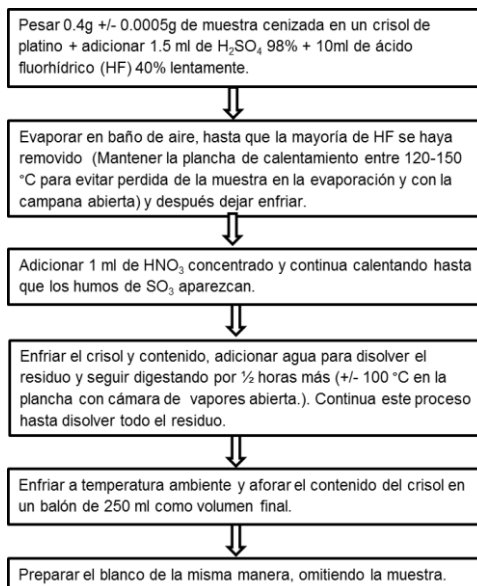 Pesar 0.4g +/- 0.0005g de muestra cenizada en un crisol de
platino + adicionar 1.5 ml de H₂SO₄ 98% + 10ml de ácido
fluorhídrico (HF) 40% lentamente.
Evaporar en baño de aire, hasta que la mayoría de HF se haya
removido (Mantener la plancha de calentamiento entre 120-150
°C para evitar perdida de la muestra en la evaporación y con la
campana abierta) y después dejar enfriar.
Adicionar 1 ml de HNO₃ concentrado y continua calentando hasta
que los humos de SO₃ aparezcan.
Enfriar el crisol y contenido, adicionar agua para disolver el
residuo y seguir digestando por ½ horas más (+/- 100 °C en la
plancha con cámara de vapores abierta.). Continua este proceso
hasta disolver todo el residuo.
Enfriar a temperatura ambiente y aforar el contenido del crisol en
un balón de 250 ml como volumen final.
Preparar el blanco de la misma manera, omitiendo la muestra.